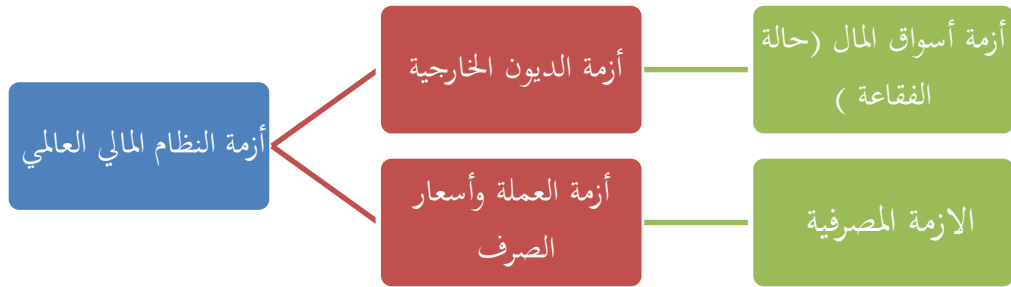 أزمة النظام المالي العالمي
أزمة الديون الخارجية
أزمة أسواق المال (حالة
الفقاعة )
أزمة العملة وأسعار
الصرف
الازمة المصرفية